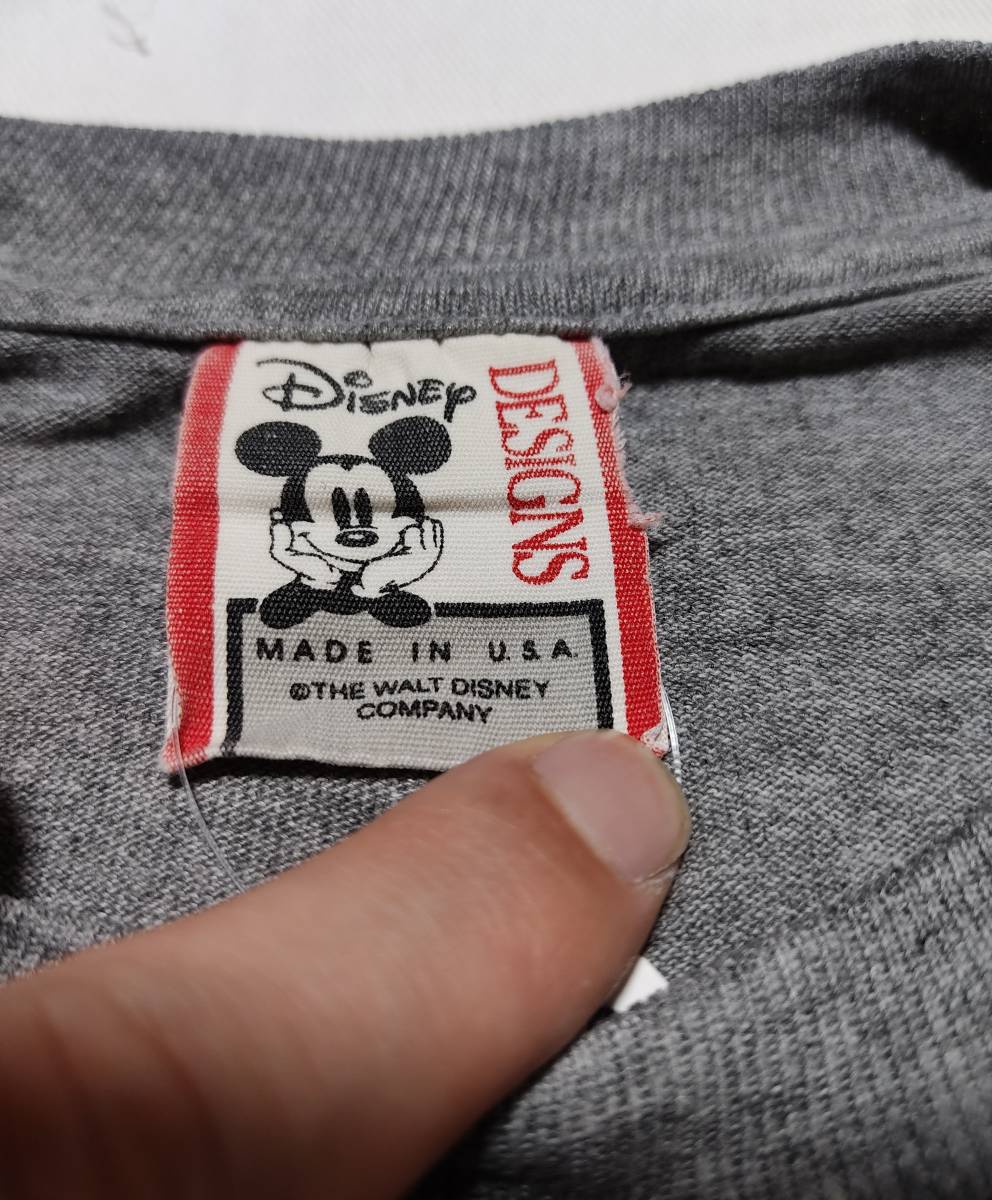 DISNEY
DESIGNS
MADE IN U.S.A.
©THE WALT DISNEY
COMPANY